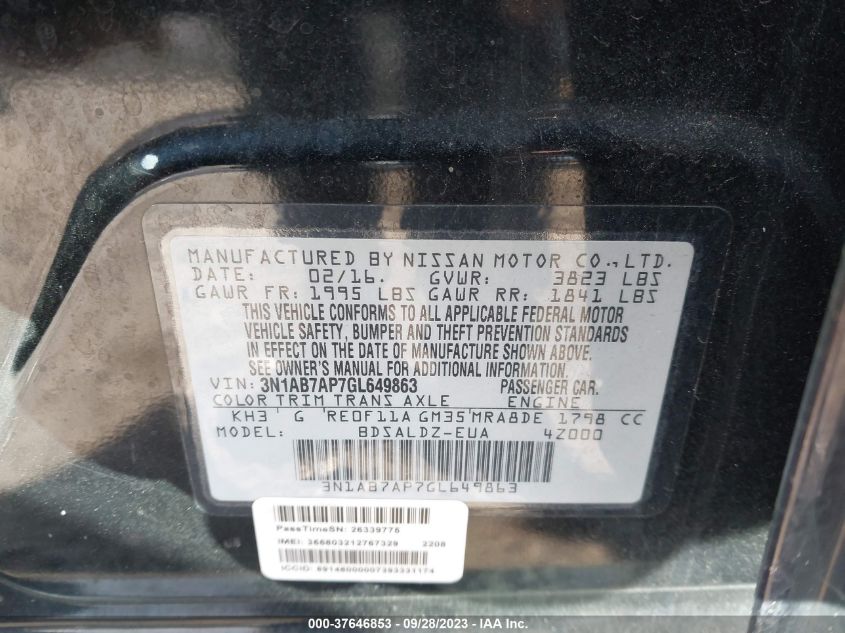 MANUFACTURED BY NISSAN MOTOR CO.,LTD.
DATE: 02/16. GVWR: 3823 LBS
GAWR FR: 1995 LBS GAWR RR: 1841 LBS
THIS VEHICLE CONFORMS TO ALL APPLICABLE FEDERAL MOTOR
VEHICLE SAFETY, BUMPER AND THEFT PREVENTION STANDARDS
IN EFFECT ON THE DATE OF MANUFACTURE SHOWN ABOVE.
SEE OWNER'S MANUAL FOR ADDITIONAL INFORMATION.
VIN: 3N1AB7AP7GL649863 PASSENGER CAR.
COLOR TRIM TRANS AXLE ENGINE
KH3 G RE0F11A GM35 MRA8DE 1798 CC
MODEL: BDSALDZ-EUA 4Z000
3N1AB7AP7GL649863
PassTimeSN: 26339775
IMEI: 2208
ICCID:
000-37646853 - 09/28/2023 - IAA Inc.